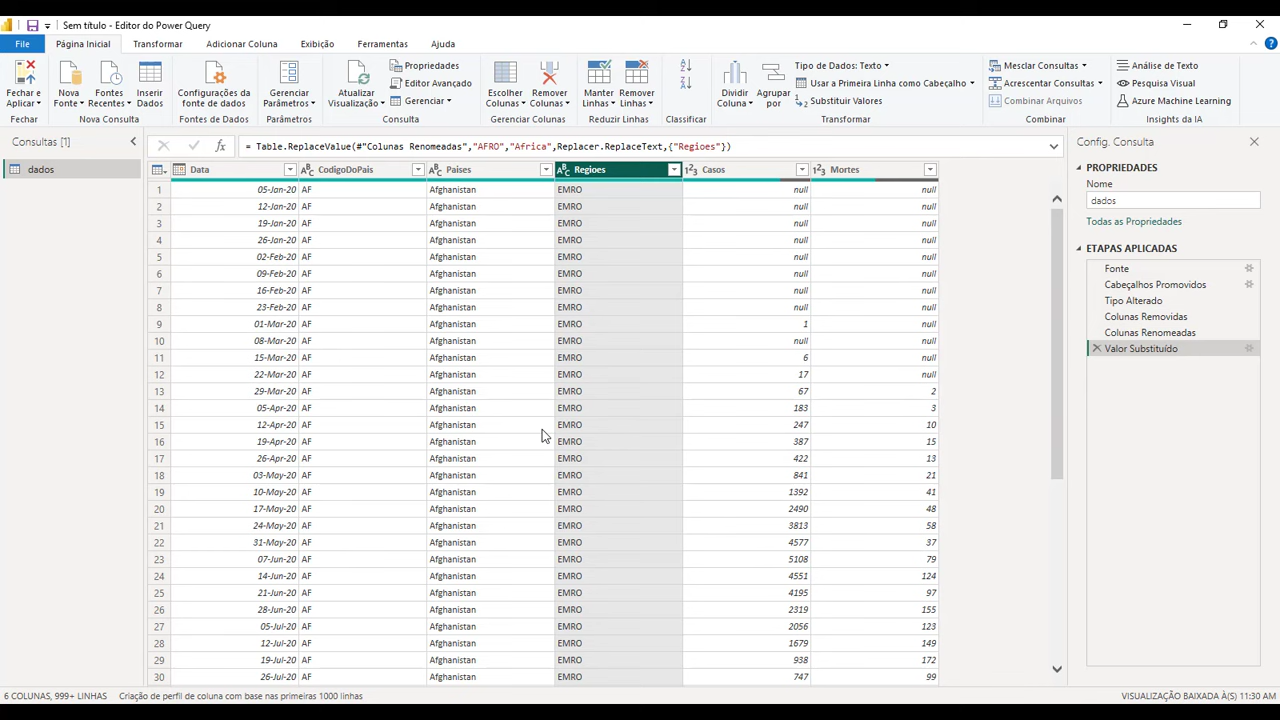 Sem título - Editor do Power Query
File Página Inicial Transformar Adicionar Coluna Exibição Ferramentas Ajuda
Fechar e Aplicar Nova Fonte Fontes Recentes Inserir Dados Configurações da fonte de dados Gerenciar Parâmetros Atualizar Visualização Propriedades Editor Avançado Gerenciar Escolher Colunas Remover Colunas Manter Linhas Remover Linhas Dividir Coluna Agrupar por Tipo de Dados: Texto Usar a Primeira Linha como Cabeçalho Substituir Valores Mesclar Consultas Acrescentar Consultas Combinar Arquivos Análise de Texto Pesquisa Visual Azure Machine Learning
Fechar Nova Consulta Fontes de Dados Parâmetros Consulta Gerenciar Colunas Reduzir Linhas Classificar Transformar Combinar Insights da IA
Consultas [1]
dados
= Table.ReplaceValue(#"Colunas Renomeadas","AFRO","Africa",Replacer.ReplaceText,{"Regioes"})
Data CodigoDoPais Paises Regioes Casos Mortes
1 05-Jan-20 AF Afghanistan EMRO null null
2 12-Jan-20 AF Afghanistan EMRO null null
3 19-Jan-20 AF Afghanistan EMRO null null
4 26-Jan-20 AF Afghanistan EMRO null null
5 02-Feb-20 AF Afghanistan EMRO null null
6 09-Feb-20 AF Afghanistan EMRO null null
7 16-Feb-20 AF Afghanistan EMRO null null
8 23-Feb-20 AF Afghanistan EMRO null null
9 01-Mar-20 AF Afghanistan EMRO 1 null
10 08-Mar-20 AF Afghanistan EMRO null null
11 15-Mar-20 AF Afghanistan EMRO 6 null
12 22-Mar-20 AF Afghanistan EMRO 17 null
13 29-Mar-20 AF Afghanistan EMRO 67 2
14 05-Apr-20 AF Afghanistan EMRO 183 3
15 12-Apr-20 AF Afghanistan EMRO 247 10
16 19-Apr-20 AF Afghanistan EMRO 387 15
17 26-Apr-20 AF Afghanistan EMRO 422 13
18 03-May-20 AF Afghanistan EMRO 841 21
19 10-May-20 AF Afghanistan EMRO 1392 41
20 17-May-20 AF Afghanistan EMRO 2490 48
21 24-May-20 AF Afghanistan EMRO 3813 58
22 31-May-20 AF Afghanistan EMRO 4577 37
23 07-Jun-20 AF Afghanistan EMRO 5108 79
24 14-Jun-20 AF Afghanistan EMRO 4551 124
25 21-Jun-20 AF Afghanistan EMRO 4195 97
26 28-Jun-20 AF Afghanistan EMRO 2319 155
27 05-Jul-20 AF Afghanistan EMRO 2056 123
28 12-Jul-20 AF Afghanistan EMRO 1679 149
29 19-Jul-20 AF Afghanistan EMRO 938 172
30 26-Jul-20 AF Afghanistan EMRO 747 99
Config. Consulta
PROPRIEDADES
Nome
dados
Todas as Propriedades
ETAPAS APLICADAS
Fonte
Cabeçalhos Promovidos
Tipo Alterado
Colunas Removidas
Colunas Renomeadas
Valor Substituído
6 COLUNAS, 999+ LINHAS Criação de perfil de coluna com base nas primeiras 1000 linhas VISUALIZAÇÃO BAIXADA À(S) 11:30 AM